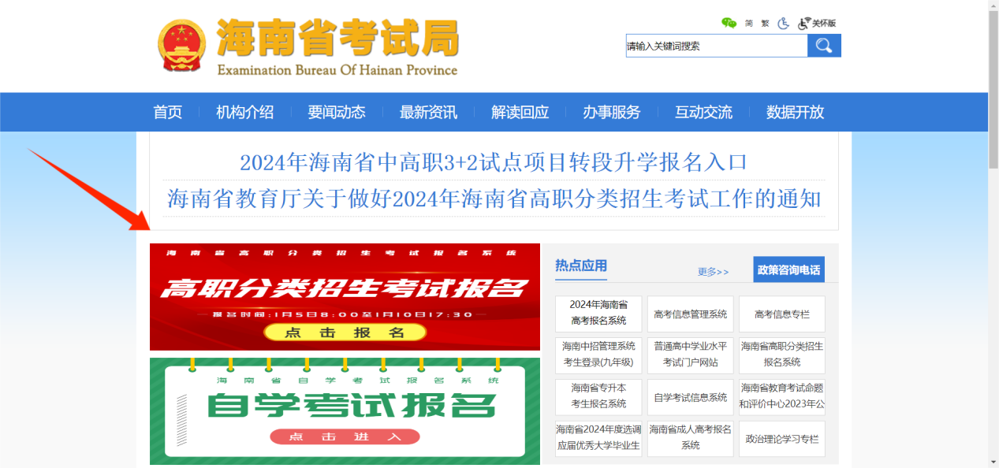 简 繁 关怀版
海南省考试局
Examination Bureau Of Hainan Province
请输入关键词搜索
首页 机构介绍 要闻动态 最新资讯 解读回应 办事服务 互动交流 数据开放
2024年海南省中高职3+2试点项目转段升学报名入口
海南省教育厅关于做好2024年海南省高职分类招生考试工作的通知
海南省高职分类招生考试报名系统
高职分类招生考试报名
报名时间:1月5日8:00至1月10日17:30
点击报名
海南省自学考试报名系统
自学考试报名
点击进入
热点应用
更多>>
政策咨询电话
2024年海南省
高考报名系统
高考信息管理系统
高考信息专栏
海南中招管理系统
考生登录(九年级)
普通高中学业水平
考试门户网站
海南省高职分类招生
报名系统
海南省专升本
考生报名系统
自学考试信息系统
海南省教育考试命题
和评价中心2023年公
海南省2024年度选调
应届优秀大学毕业生
海南省成人高考报名
系统
政治理论学习专栏